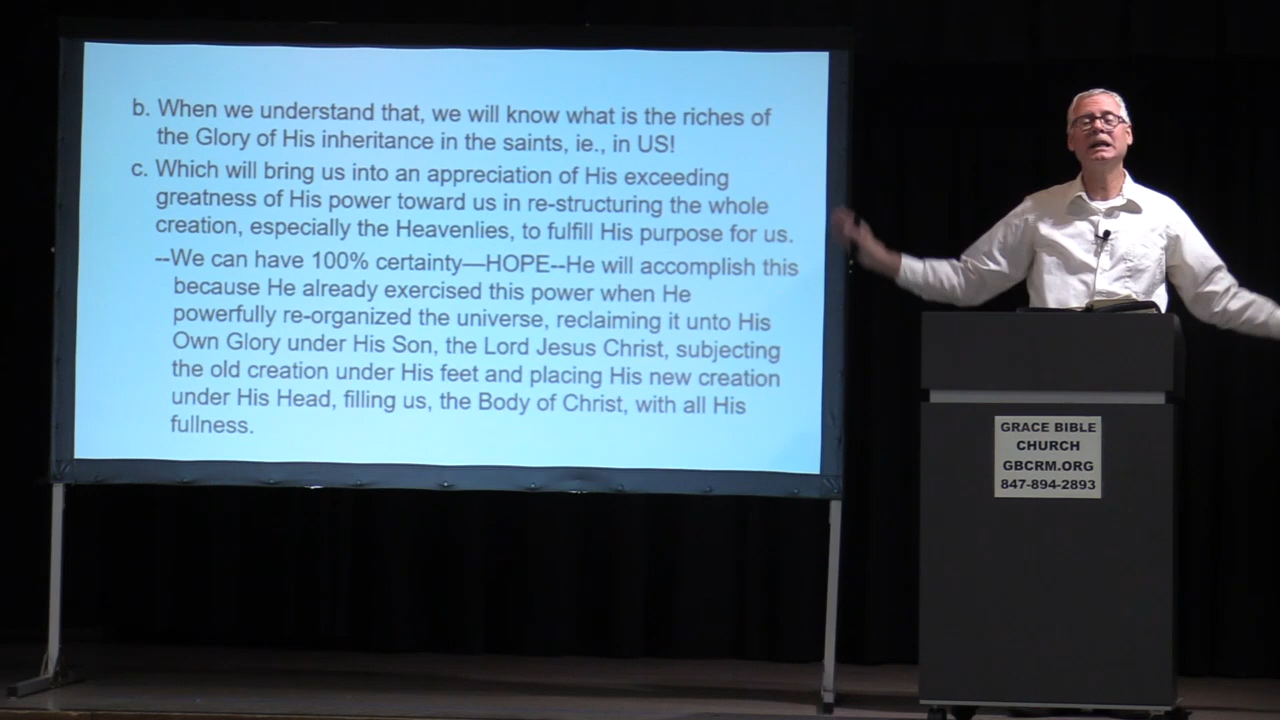 b. When we understand that, we will know what is the riches of
the Glory of His inheritance in the saints, ie., in US!
c. Which will bring us into an appreciation of His exceeding
greatness of His power toward us in re-structuring the whole
creation, especially the Heavenlies, to fulfill His purpose for us.
--We can have 100% certainty—HOPE--He will accomplish this
because He already exercised this power when He
powerfully re-organized the universe, reclaiming it unto His
Own Glory under His Son, the Lord Jesus Christ, subjecting
the old creation under His feet and placing His new creation
under His Head, filling us, the Body of Christ, with all His
fullness.
GRACE BIBLE
CHURCH
GBCRM.ORG
847-894-2893